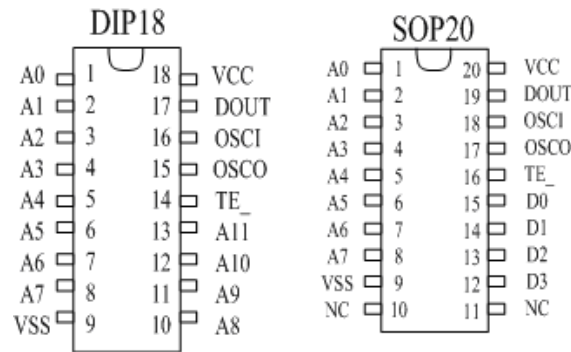 DIP18
A0 1 18 VCC
A1 2 17 DOUT
A2 3 16 OSCI
A3 4 15 OSCO
A4 5 14 TE_
A5 6 13 A11
A6 7 12 A10
A7 8 11 A9
VSS 9 10 A8
SOP20
A0 1 20 VCC
A1 2 19 DOUT
A2 3 18 OSCI
A3 4 17 OSCO
A4 5 16 TE_
A5 6 15 D0
A6 7 14 D1
A7 8 13 D2
VSS 9 12 D3
NC 10 11 NC